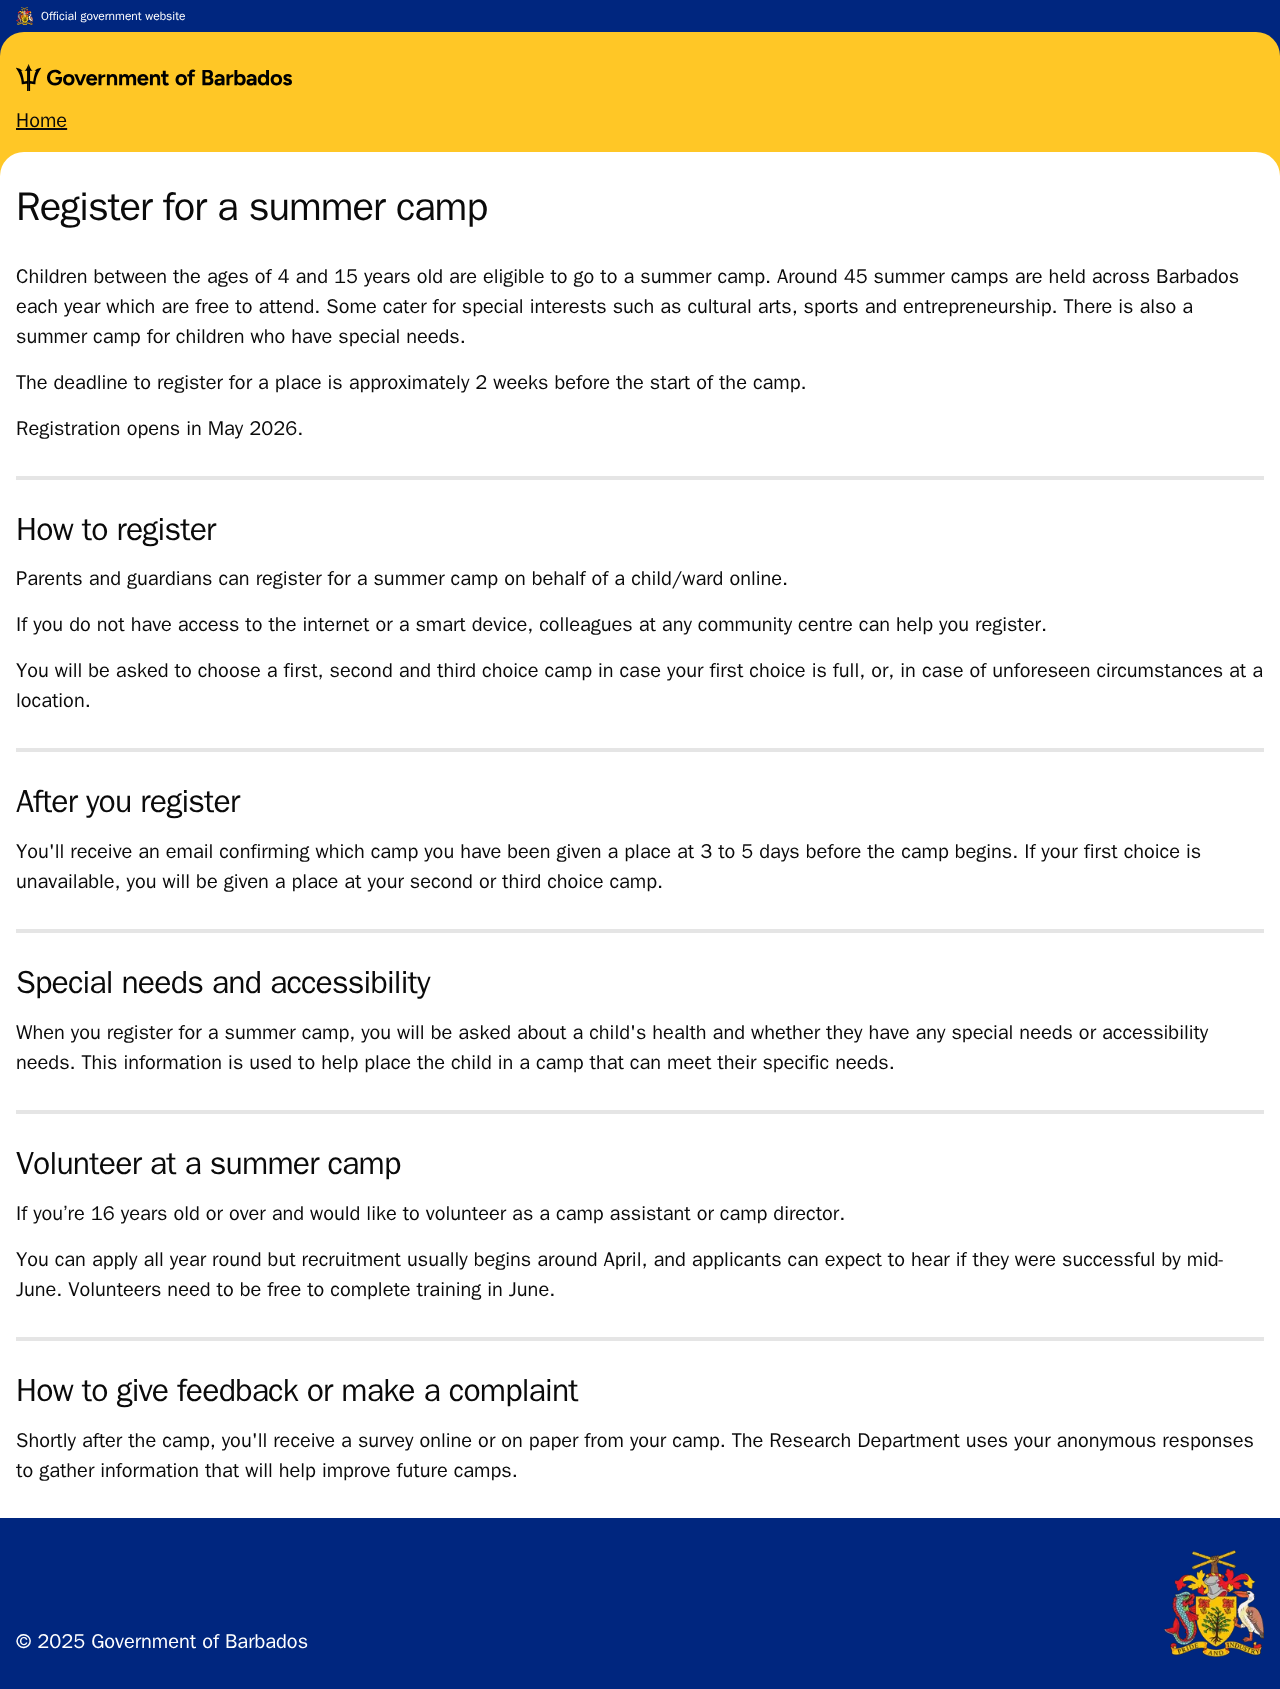 Official government website
Government of Barbados
Home
Register for a summer camp
Children between the ages of 4 and 15 years old are eligible to go to a summer camp. Around 45 summer camps are held across Barbados
each year which are free to attend. Some cater for special interests such as cultural arts, sports and entrepreneurship. There is also a
summer camp for children who have special needs.
The deadline to register for a place is approximately 2 weeks before the start of the camp.
Registration opens in May 2026.
How to register
Parents and guardians can register for a summer camp on behalf of a child/ward online.
If you do not have access to the internet or a smart device, colleagues at any community centre can help you register.
You will be asked to choose a first, second and third choice camp in case your first choice is full, or, in case of unforeseen circumstances at a
location.
After you register
You'll receive an email confirming which camp you have been given a place at 3 to 5 days before the camp begins. If your first choice is
unavailable, you will be given a place at your second or third choice camp.
Special needs and accessibility
When you register for a summer camp, you will be asked about a child's health and whether they have any special needs or accessibility
needs. This information is used to help place the child in a camp that can meet their specific needs.
Volunteer at a summer camp
If you’re 16 years old or over and would like to volunteer as a camp assistant or camp director.
You can apply all year round but recruitment usually begins around April, and applicants can expect to hear if they were successful by mid-
June. Volunteers need to be free to complete training in June.
How to give feedback or make a complaint
Shortly after the camp, you'll receive a survey online or on paper from your camp. The Research Department uses your anonymous responses
to gather information that will help improve future camps.
PRIDE AND INDUSTRY
© 2025 Government of Barbados